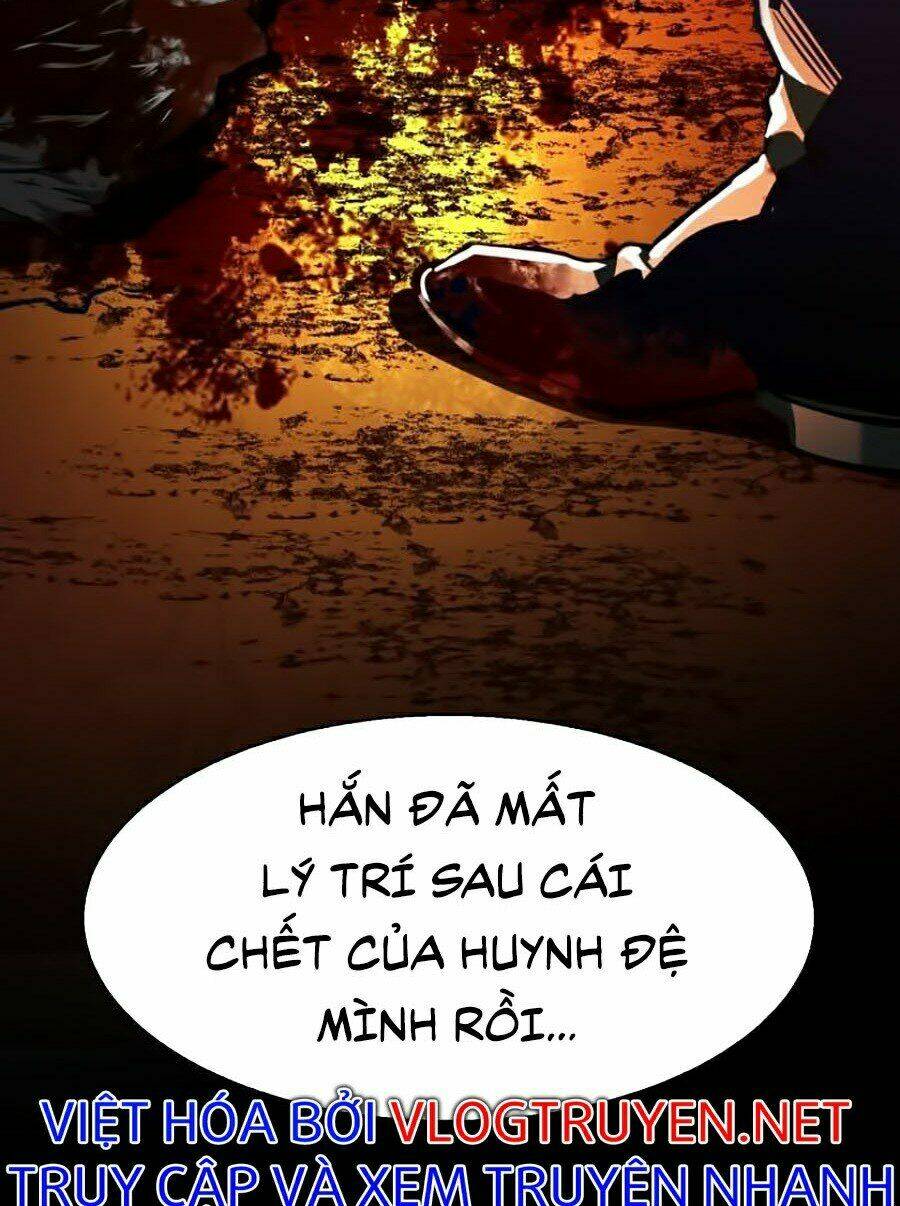 HẮN ĐÃ MẤT
LÝ TRÍ SAU CÁI
CHẾT CỦA HUYNH ĐỆ
MÌNH RỒI...
VIỆT HÓA BỞI VLOGTRUYEN.NET
TRUY CẬP VÀ XEM TRUYỆN NHANH